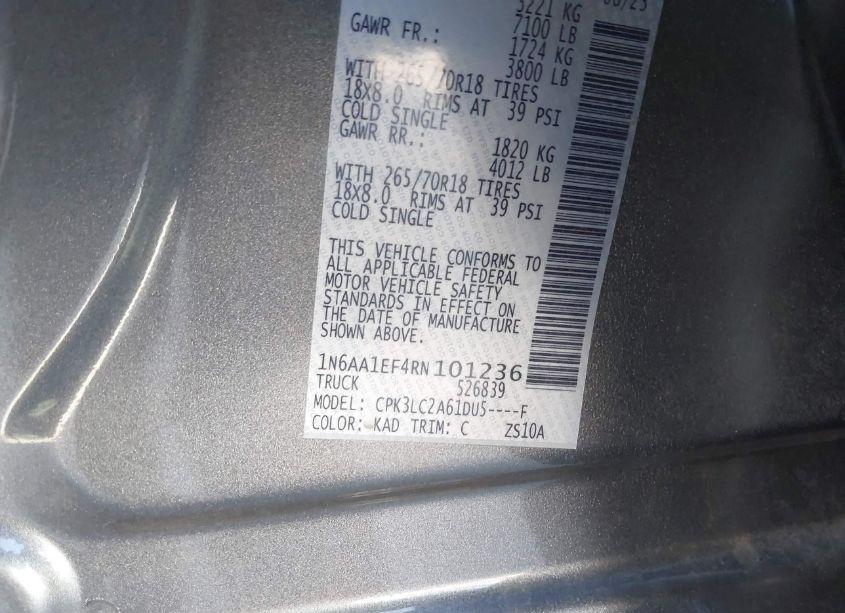 3221 KG
7100 LB
GAWR FR.:
1724 KG
3800 LB
WITH 265/70R18 TIRES
18X8.0 RIMS AT 39 PSI
COLD SINGLE
GAWR RR.:
1820 KG
4012 LB
WITH 265/70R18 TIRES
18X8.0 RIMS AT 39 PSI
COLD SINGLE
THIS VEHICLE CONFORMS TO
ALL APPLICABLE FEDERAL
MOTOR VEHICLE SAFETY
STANDARDS IN EFFECT ON
THE DATE OF MANUFACTURE
SHOWN ABOVE.
1N6AA1EF4RN101236
TRUCK 526839
MODEL: CPK3LC2A61DU5----F
COLOR: KAD TRIM: C ZS10A